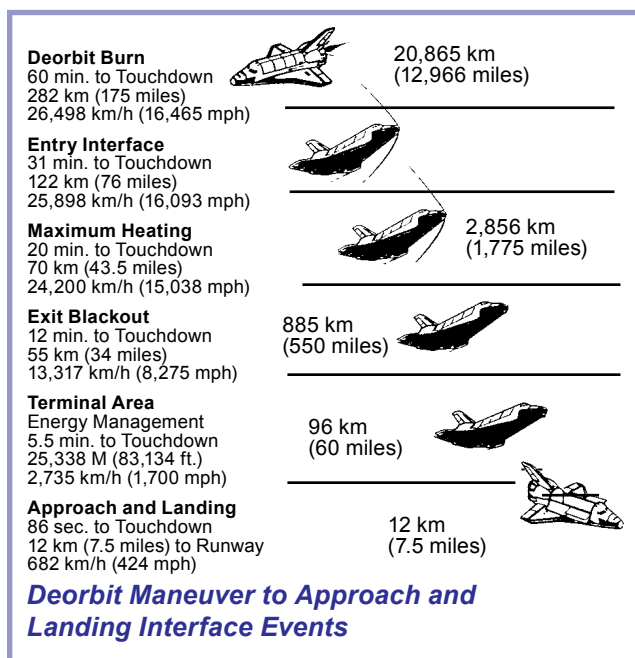 Deorbit Burn
60 min. to Touchdown
282 km (175 miles)
26,498 km/h (16,465 mph)
20,865 km
(12,966 miles)
Entry Interface
31 min. to Touchdown
122 km (76 miles)
25,898 km/h (16,093 mph)
Maximum Heating
20 min. to Touchdown
70 km (43.5 miles)
24,200 km/h (15,038 mph)
2,856 km
(1,775 miles)
Exit Blackout
12 min. to Touchdown
55 km (34 miles)
13,317 km/h (8,275 mph)
885 km
(550 miles)
Terminal Area
Energy Management
5.5 min. to Touchdown
25,338 M (83,134 ft.)
2,735 km/h (1,700 mph)
96 km
(60 miles)
Approach and Landing
86 sec. to Touchdown
12 km (7.5 miles) to Runway
682 km/h (424 mph)
12 km
(7.5 miles)
Deorbit Maneuver to Approach and
Landing Interface Events